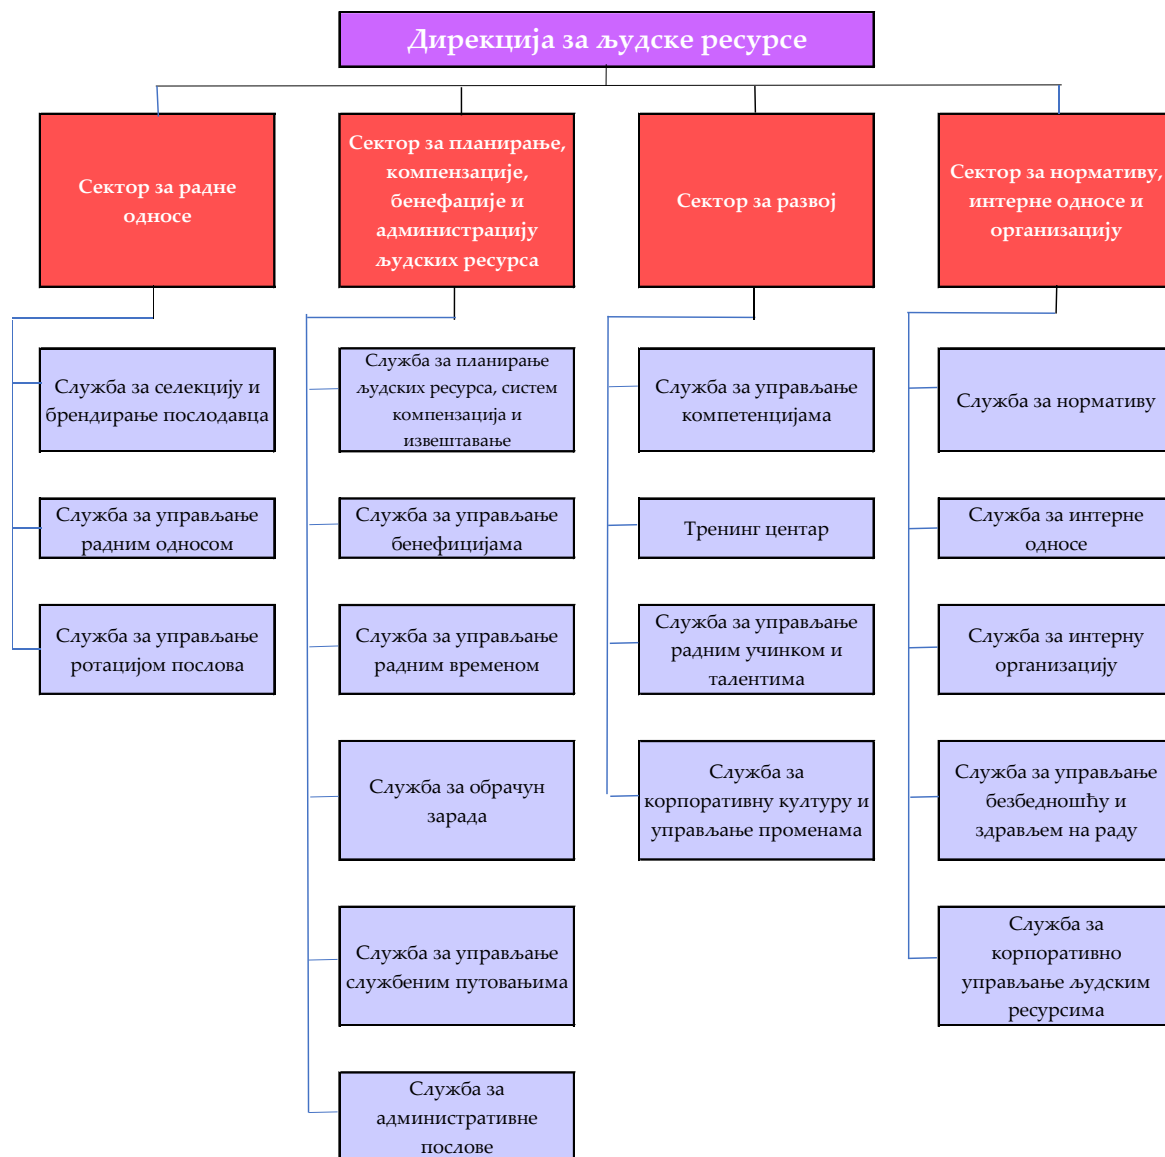 Дирекција за људске ресурсе
Сектор за радне
односе
Сектор за планирање,
компензације,
бенефације и
администрацију
људских ресурса
Сектор за развој
Сектор за нормативу,
интерне односе и
организацију
Служба за селекцију и
брендирање послодавца
Служба за управљање
радним односом
Служба за управљање
ротацијом послова
Служба за планирање
људских ресурса, систем
компензација и
извештавање
Служба за управљање
бенефицијама
Служба за управљање
радним временом
Служба за обрачун
зарада
Служба за управљање
службеним путовањима
Служба за
административне
послове
Служба за управљање
компетенцијама
Тренинг центар
Служба за управљање
радним учинком и
талентима
Служба за
корпоративну културу и
управљање променама
Служба за нормативу
Служба за интерне
односе
Служба за интерну
организацију
Служба за управљање
безбедношћу и
здрављем на раду
Служба за
корпоративно
управљање људским
ресурсима